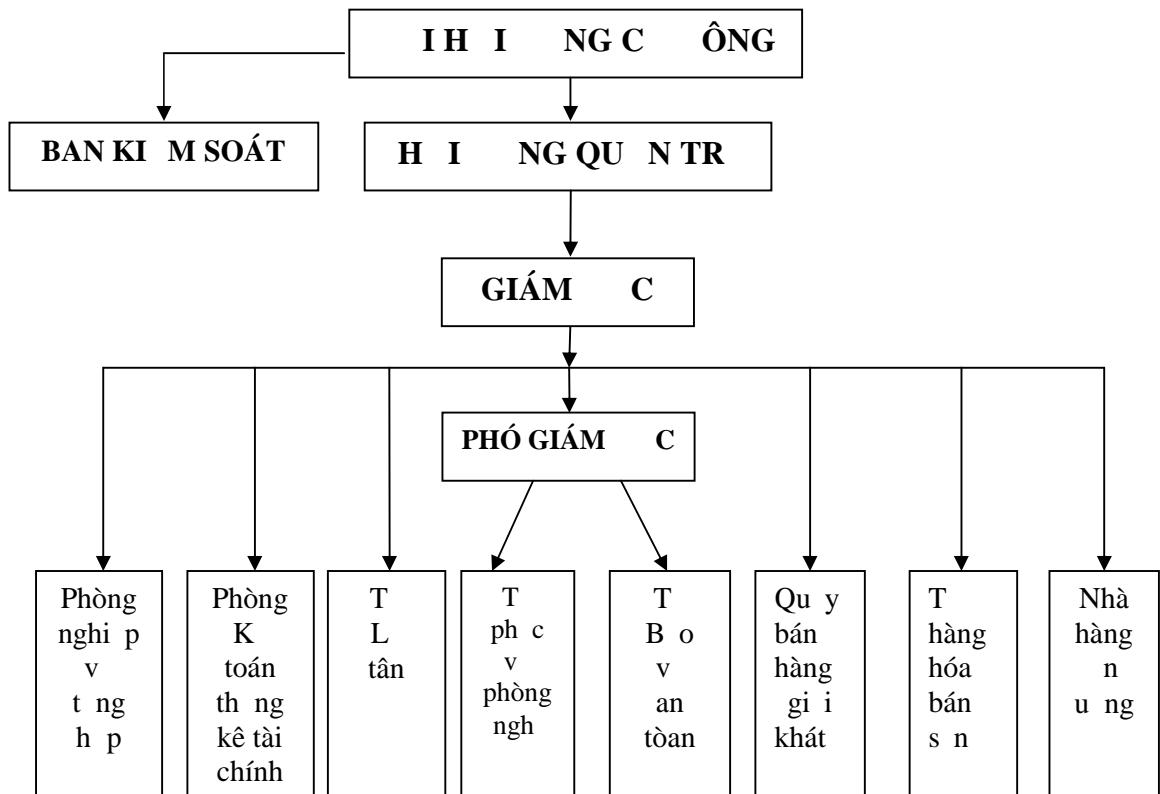 I H I NG C ÔNG
BAN KI M SOÁT
H I NG QU N TR
GIÁM C
PHÓ GIÁM C
Phòng
nghi p
v
t ng
h p
Phòng
K
toán
th ng
kê tài
chính
T
L
tân
T
ph c
v
phòng
ngh
T
B o
v
an
tòan
Qu y
bán
hàng
gi i
khát
T
hàng
hóa
bán
s n
Nhà
hàng
n
u ng